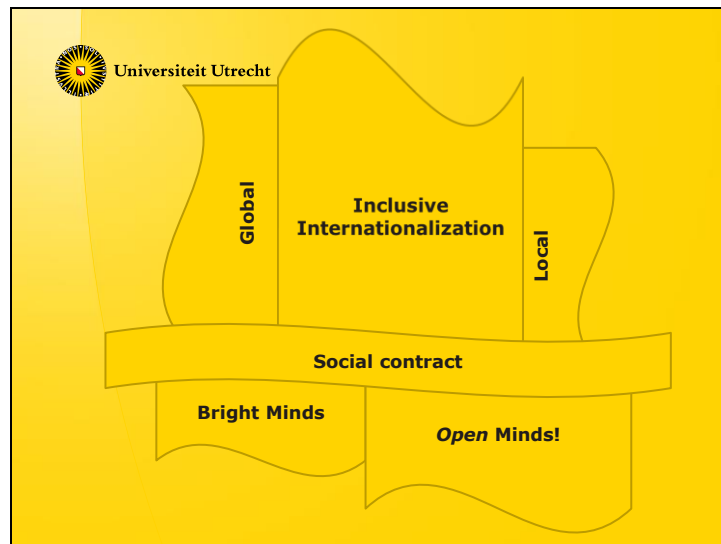 Universiteit Utrecht
Global
Inclusive
Internationalization
Local
Social contract
Bright Minds
Open Minds!